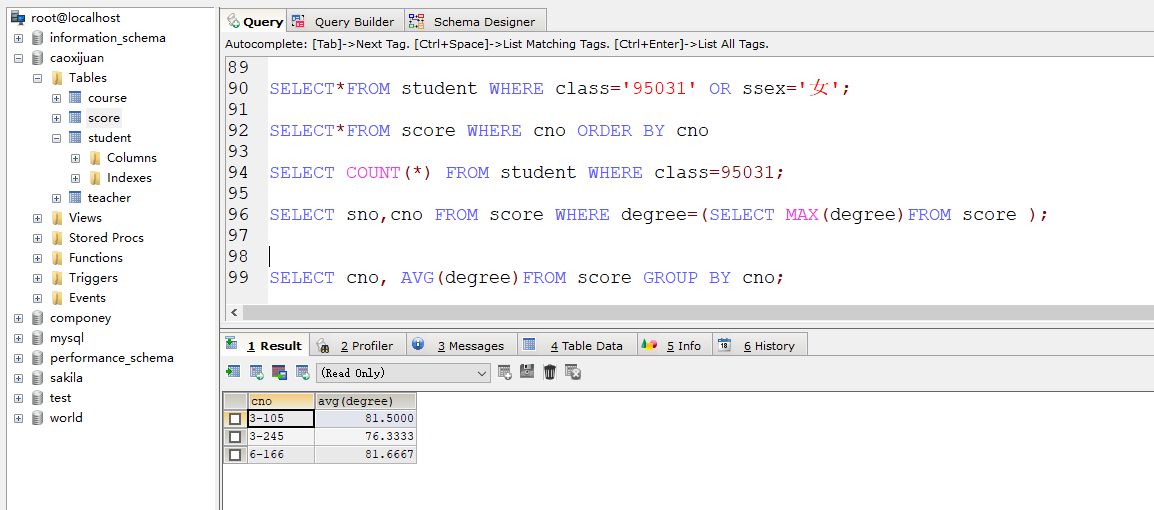 root@localhost
information_schema
caoxijuan
Tables
course
score
student
Columns
Indexes
teacher
Views
Stored Procs
Functions
Triggers
Events
componey
mysql
performance_schema
sakila
test
world
Query Query Builder Schema Designer
Autocomplete: [Tab]->Next Tag. [Ctrl+Space]->List Matching Tags. [Ctrl+Enter]->List All Tags.
89
90 SELECT*FROM student WHERE class='95031' OR ssex='女';
91
92 SELECT*FROM score WHERE cno ORDER BY cno
93
94 SELECT COUNT(*) FROM student WHERE class=95031;
95
96 SELECT sno,cno FROM score WHERE degree=(SELECT MAX(degree)FROM score );
97
98
99 SELECT cno, AVG(degree)FROM score GROUP BY cno;
1 Result 2 Profiler 3 Messages 4 Table Data 5 Info 18 6 History
(Read Only)
cno avg(degree)
3-105 81.5000
3-245 76.3333
6-166 81.6667